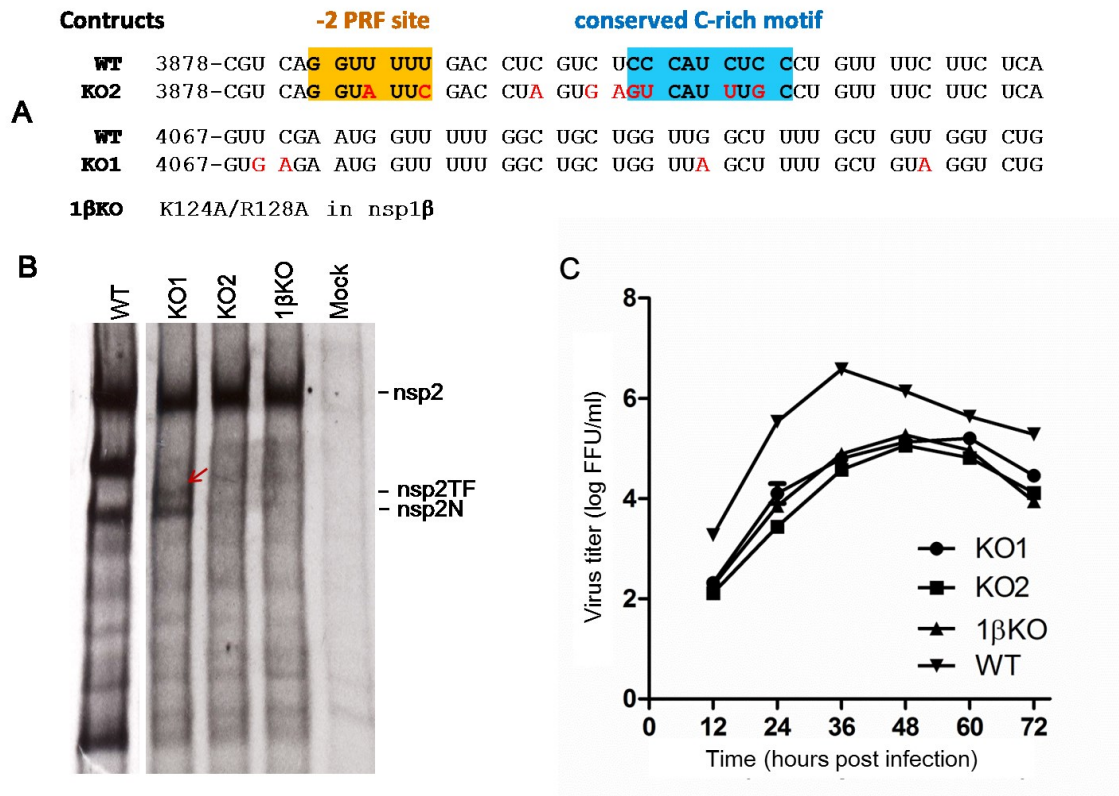 Contructs -2 PRF site conserved C-rich motif
WT 3878-CGU CAG GUU UUU GAC CUC GUC UCC CAU CUC CCU GUU UUC UUC UCA
KO2 3878-CGU CAG GUA UUC GAC CUA GUG AGU CAU UUG CCU GUU UUC UUC UCA
A
WT 4067-GUU CGA AUG GUU UUU GGC UGC UGG UUG GCU UUU GCU GUU GGU CUG
KO1 4067-GUG AGA AUG GUU UUU GGC UGC UGG UUA GCU UUU GCU GUA GGU CUG
1βKO K124A/R128A in nsp1β
B
WT KO1 KO2 1βKO Mock
nsp2
nsp2TF
nsp2N
C
Virus titer (log FFU/ml)
8
6
4
2
0
KO1
KO2
1βKO
WT
0 12 24 36 48 60 72
Time (hours post infection)